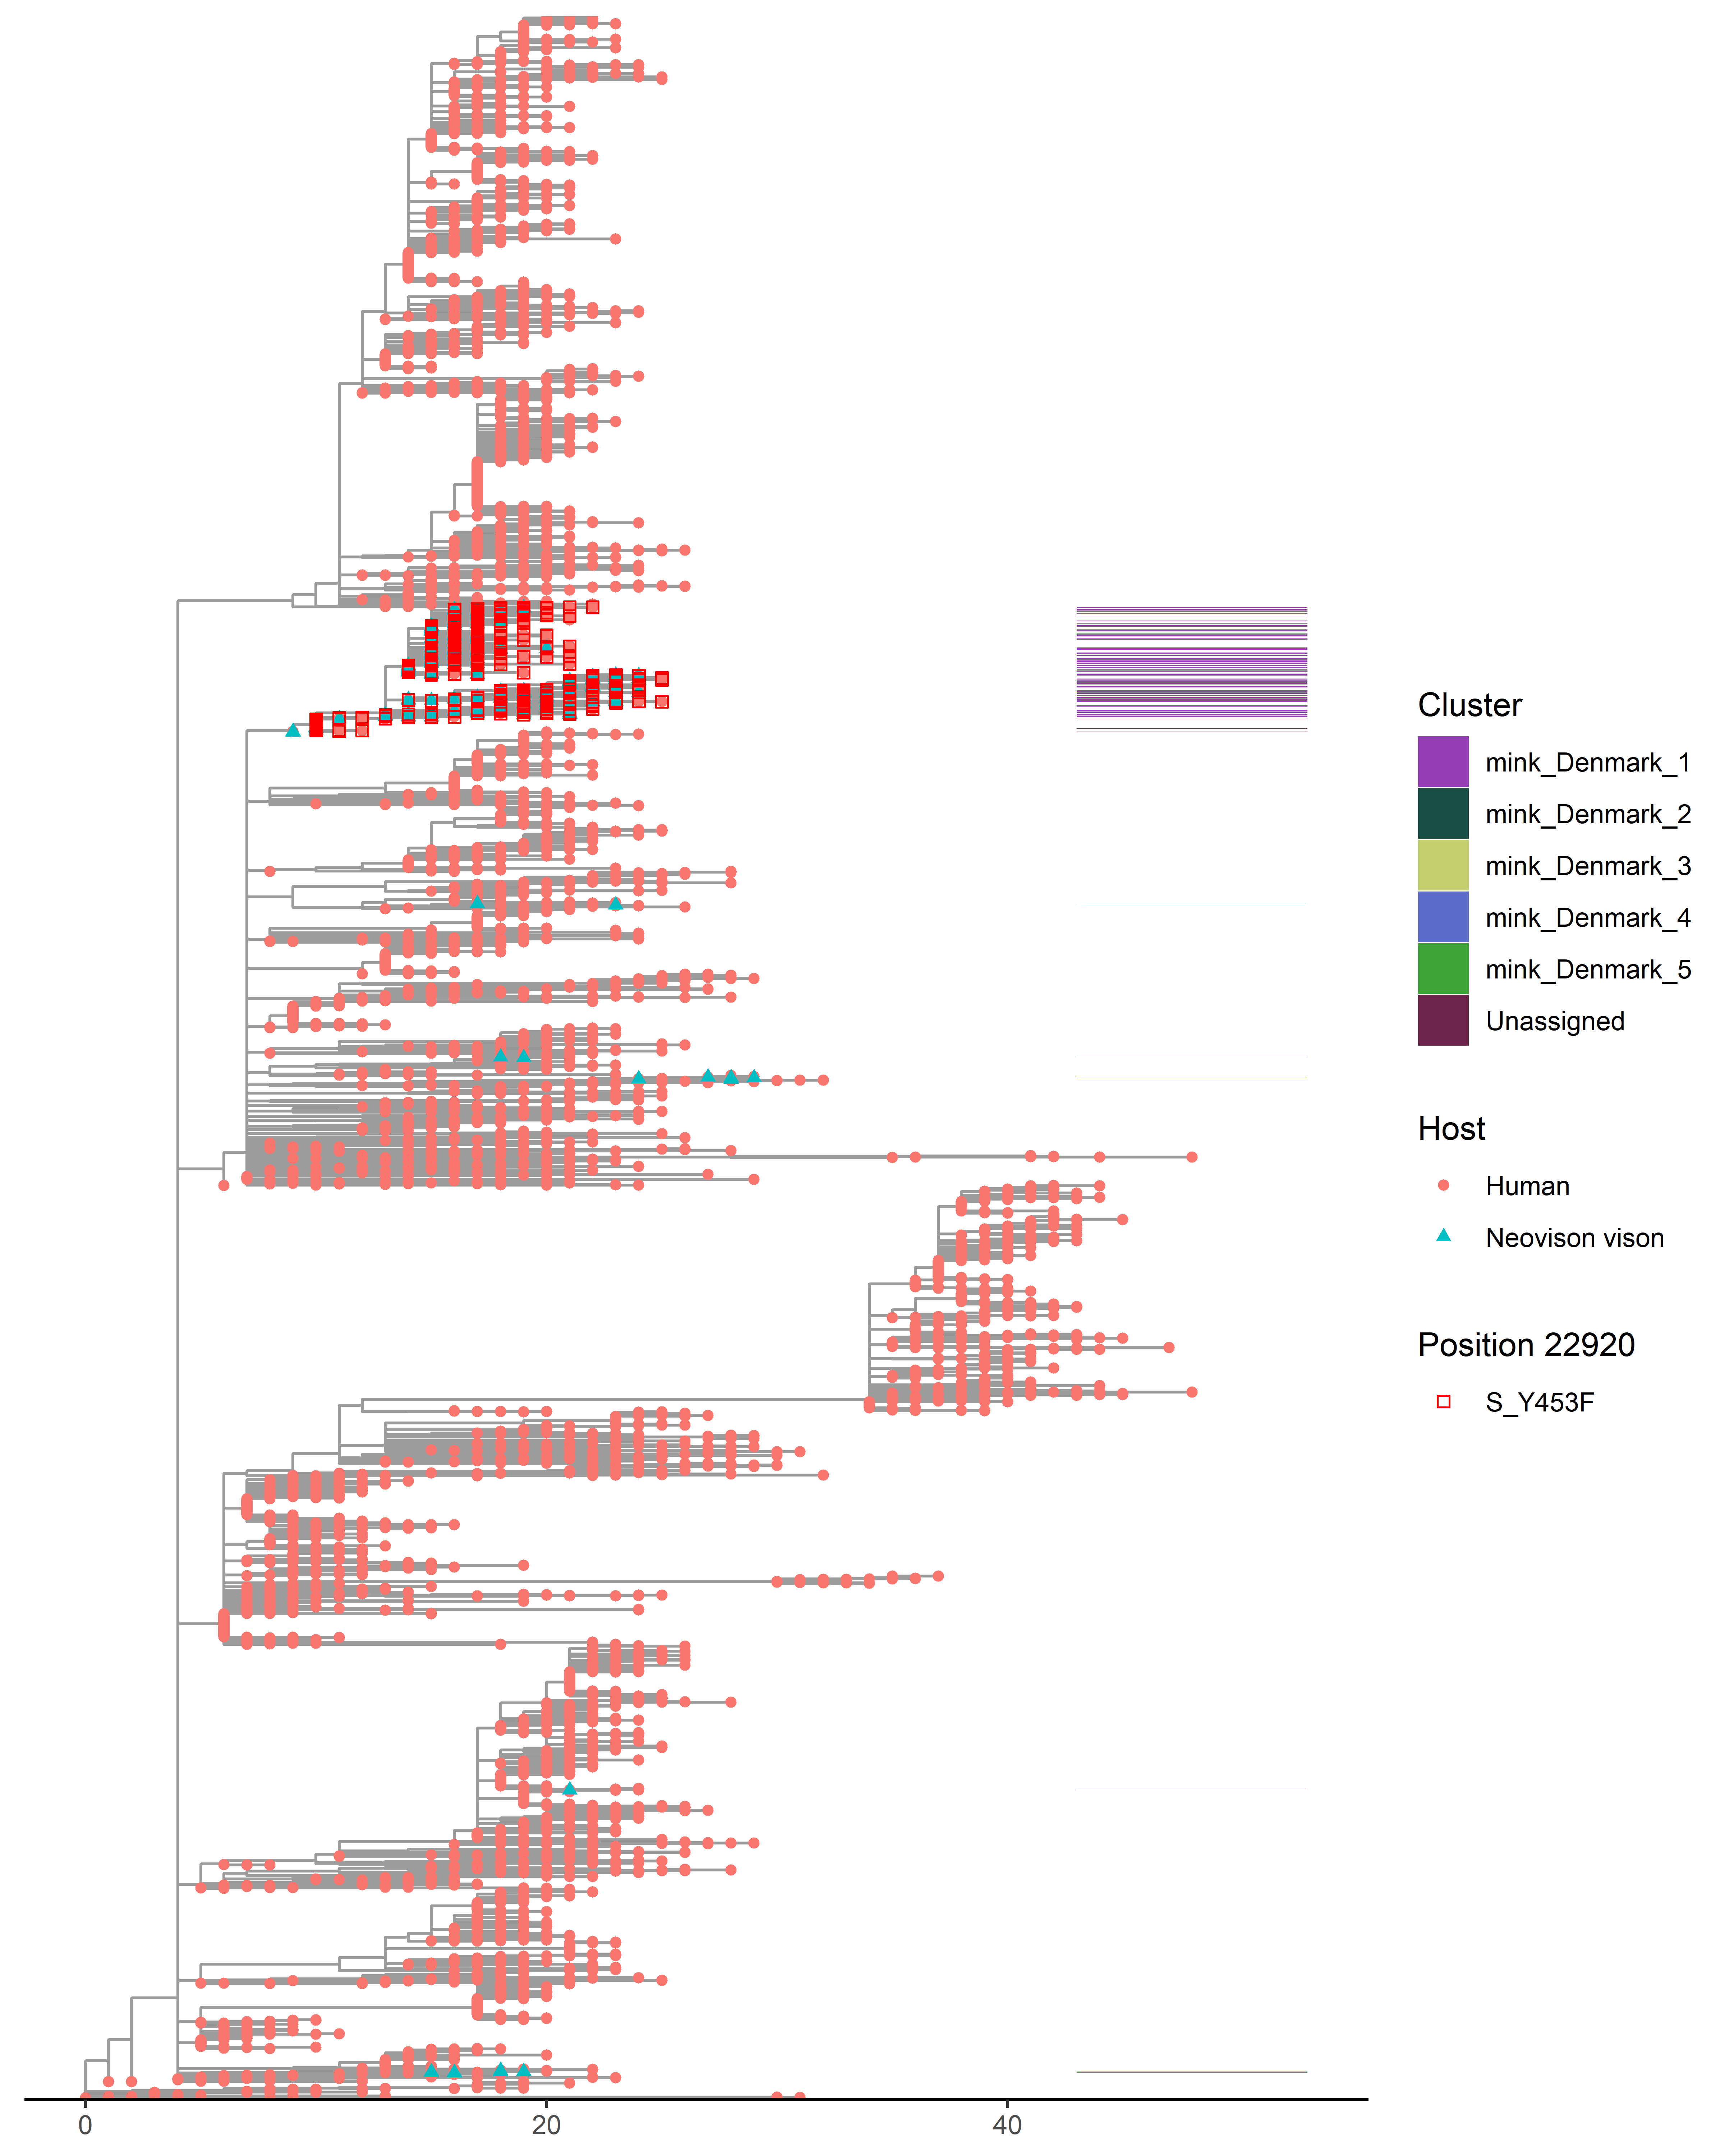 Cluster
mink_Denmark_1
mink_Denmark_2
mink_Denmark_3
mink_Denmark_4
mink_Denmark_5
Unassigned
Host
Human
Neovison vison
Position 22920
S_Y453F
0 20 40